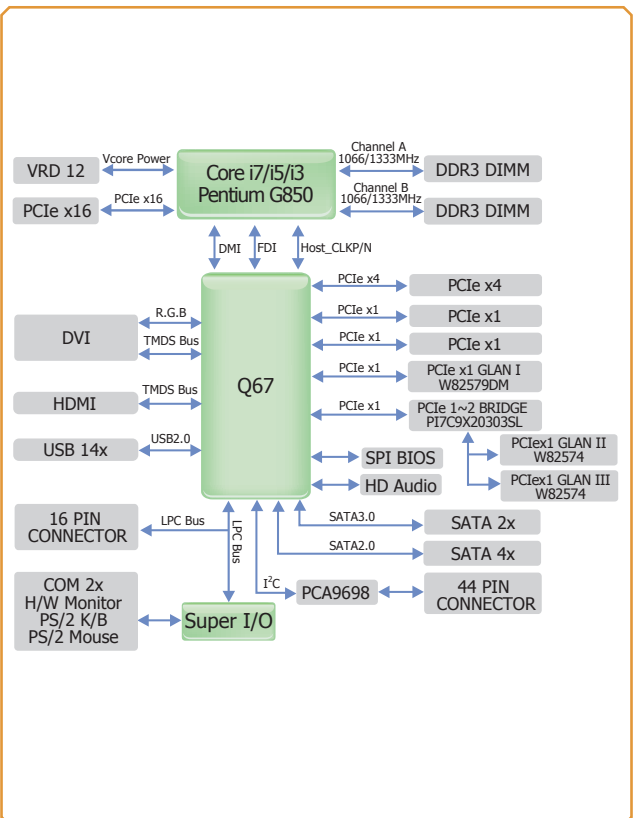 Vcore Power
VRD 12
Core i7/i5/i3
Pentium G850
Channel A
1066/1333MHz
DDR3 DIMM
PCIe x16
PCIe x16
Channel B
1066/1333MHz
DDR3 DIMM
DMI
FDI
Host_CLKP/N
Q67
PCIe x4
PCIe x4
PCIe x1
PCIe x1
PCIe x1
PCIe x1
PCIe x1
PCIe x1 GLAN I
W82579DM
PCIe x1
PCIe 1~2 BRIDGE
PI7C9X20303SL
PCIex1 GLAN II
W82574
PCIex1 GLAN III
W82574
R.G.B
DVI
TMDS Bus
TMDS Bus
HDMI
USB2.0
USB 14x
SPI BIOS
HD Audio
16 PIN
CONNECTOR
LPC Bus
LPC Bus
SATA3.0
SATA 2x
SATA2.0
SATA 4x
I²C
PCA9698
44 PIN
CONNECTOR
COM 2x
H/W Monitor
PS/2 K/B
PS/2 Mouse
Super I/O